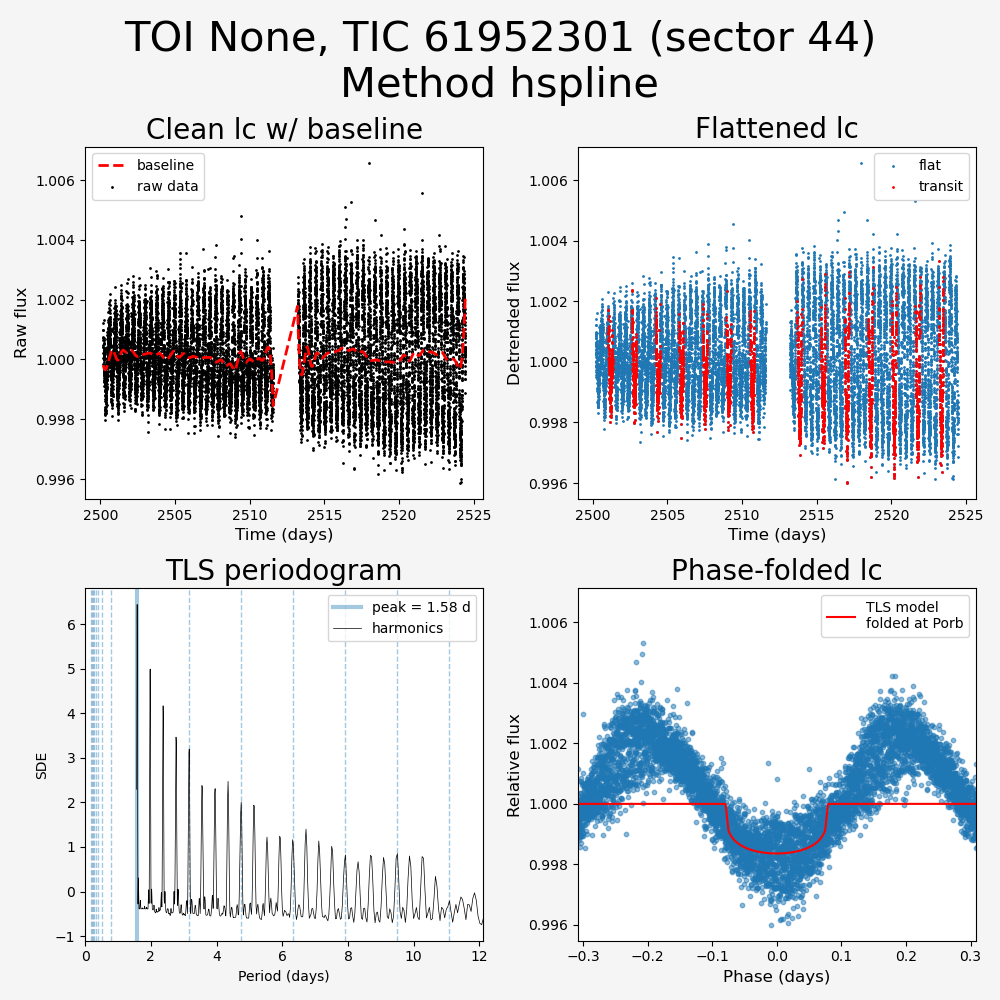 TOI None, TIC 61952301 (sector 44)
Method hspline
Clean lc w/ baseline
baseline
raw data
1.006
1.004
1.002
1.000
0.998
0.996
Raw flux
2500
2505
2510
2515
2520
2525
Time (days)
Flattened lc
flat
transit
1.006
1.004
1.002
1.000
0.998
0.996
Detrended flux
2500
2505
2510
2515
2520
2525
Time (days)
TLS periodogram
peak = 1.58 d
harmonics
6
5
4
3
2
1
0
−1
SDE
0
2
4
6
8
10
12
Period (days)
Phase-folded lc
TLS model
folded at Porb
1.006
1.004
1.002
1.000
0.998
0.996
Relative flux
−0.3
−0.2
−0.1
0.0
0.1
0.2
0.3
Phase (days)